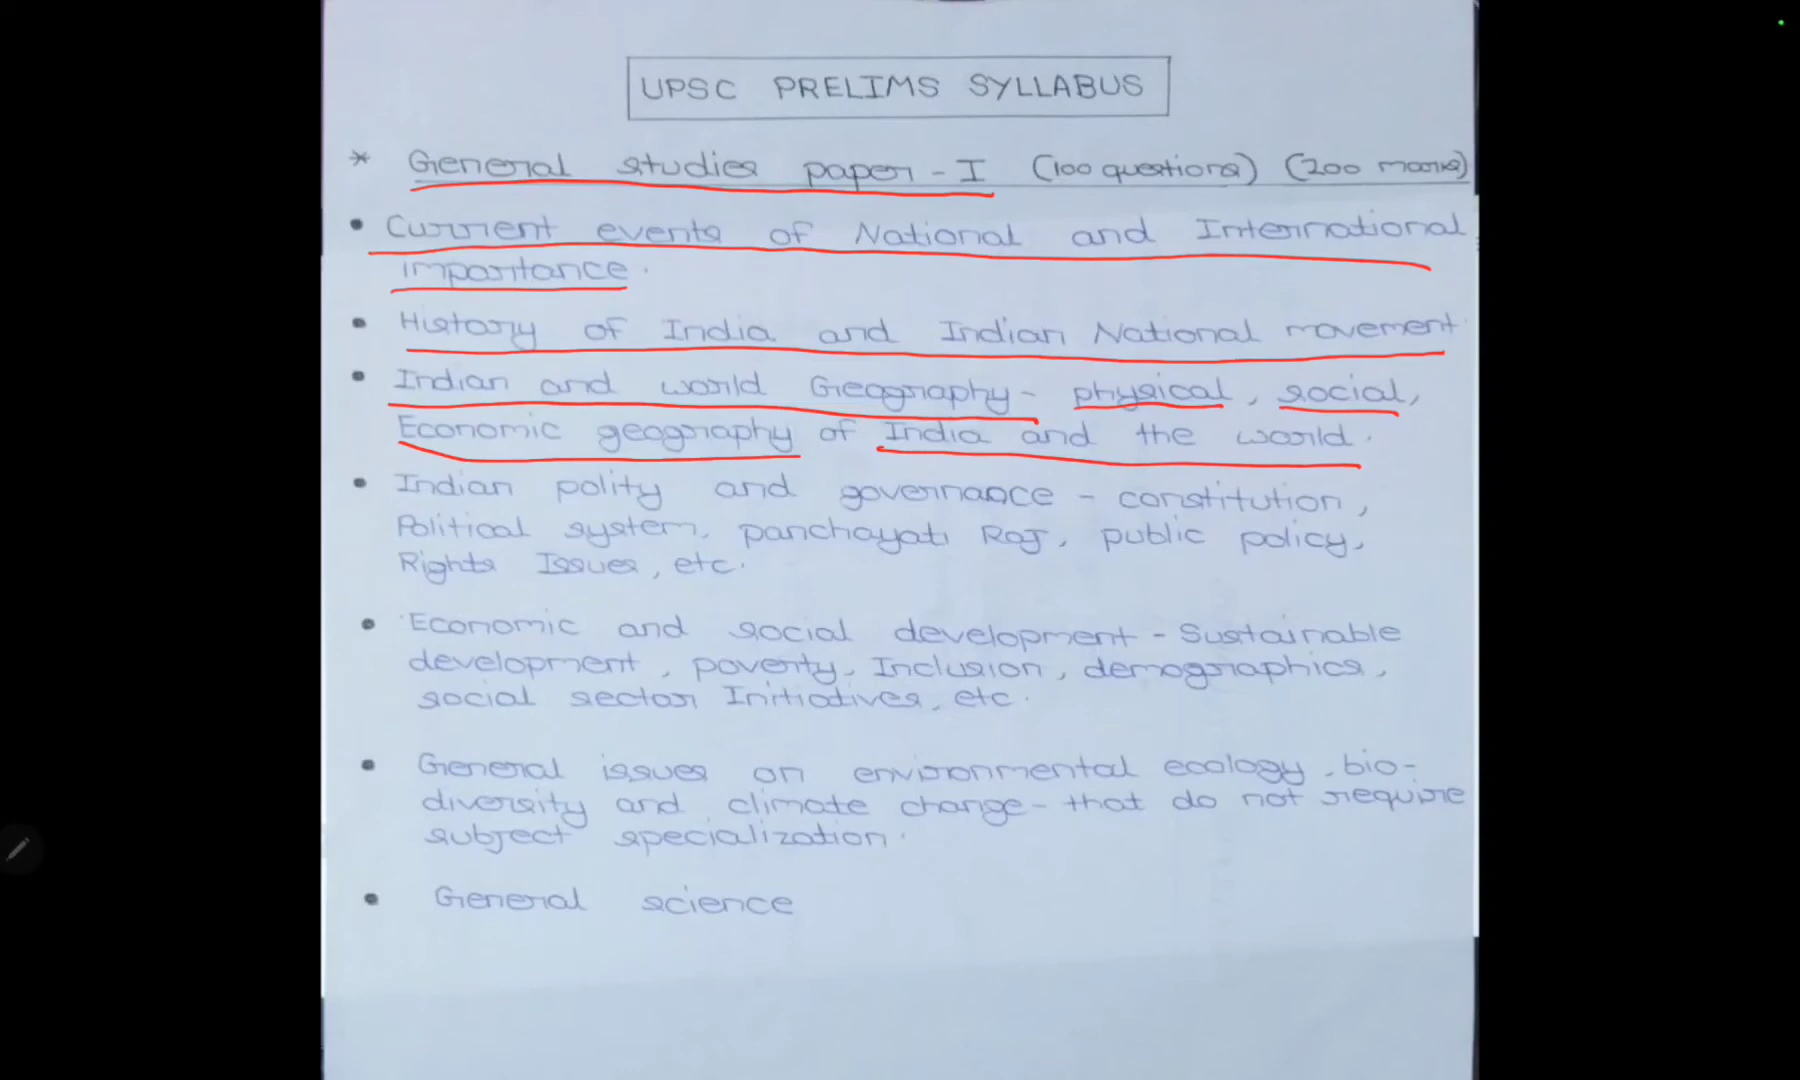 UPSC PRELIMS SYLLABUS
* General studies paper - I (100 questions) (200 marks)
• Current events of National and International
importance.
• History of India and Indian National movement
• Indian and world Geography - physical, social,
Economic geography of India and the world.
• Indian polity and governance - constitution,
Political system, panchayati Raj, public policy,
Rights Issues, etc.
• Economic and social development - Sustainable
development, poverty, Inclusion, demographics,
social sector Initiatives, etc.
• General issues on environmental ecology, bio-
diversity and climate change - that do not require
subject specialization.
• General science